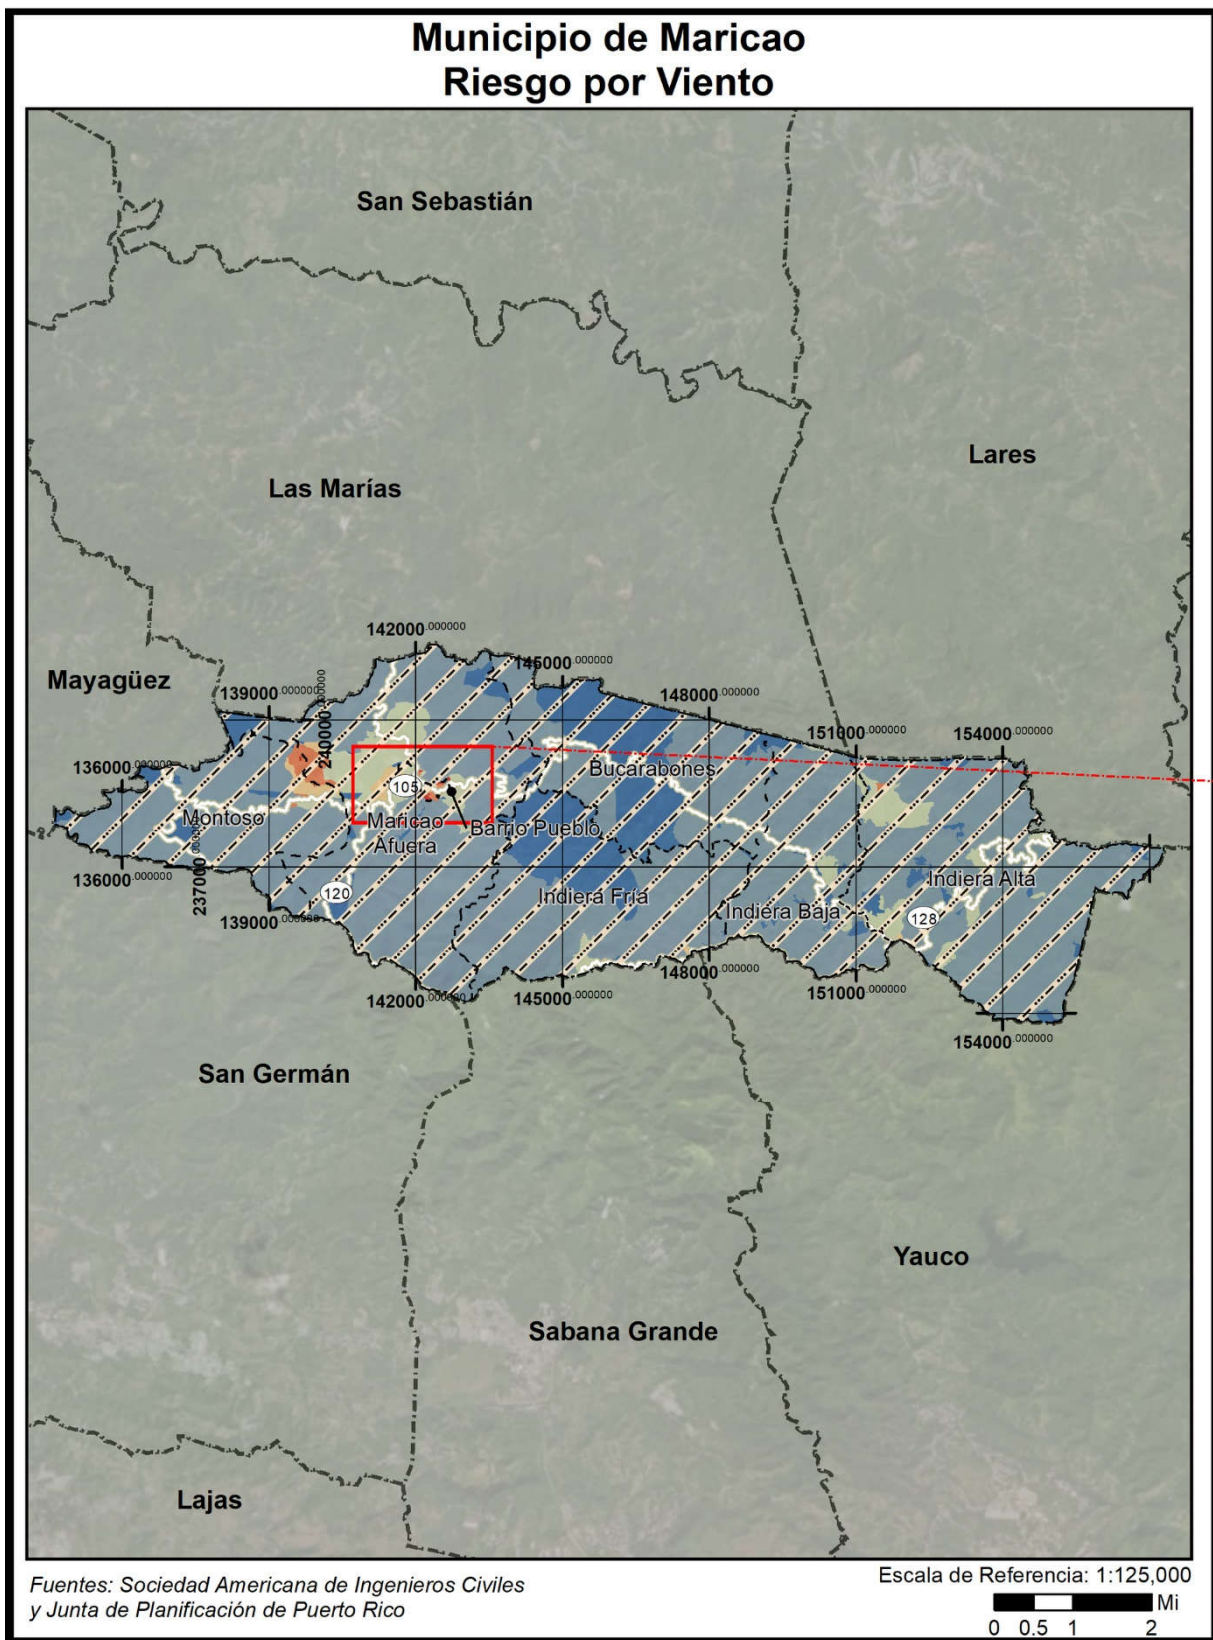 Municipio de Maricao
Riesgo por Viento
San Sebastián
Lares
Las Marías
142000.000000
145000.000000
Mayagüez
139000.000000
148000.000000
240000.000000
151000.000000
154000.000000
136000.000000
Bucarabones
105
Montoso
Maricao
Afuera
Barrio Pueblo
136000.000000
237000.000000
120
Indiera Fría
Indiera Alta
Indiera Baja
128
139000.000000
142000.000000
145000.000000
148000.000000
151000.000000
154000.000000
San Germán
Yauco
Sabana Grande
Lajas
Fuentes: Sociedad Americana de Ingenieros Civiles
y Junta de Planificación de Puerto Rico
Escala de Referencia: 1:125,000
Mi
0 0.5 1 2